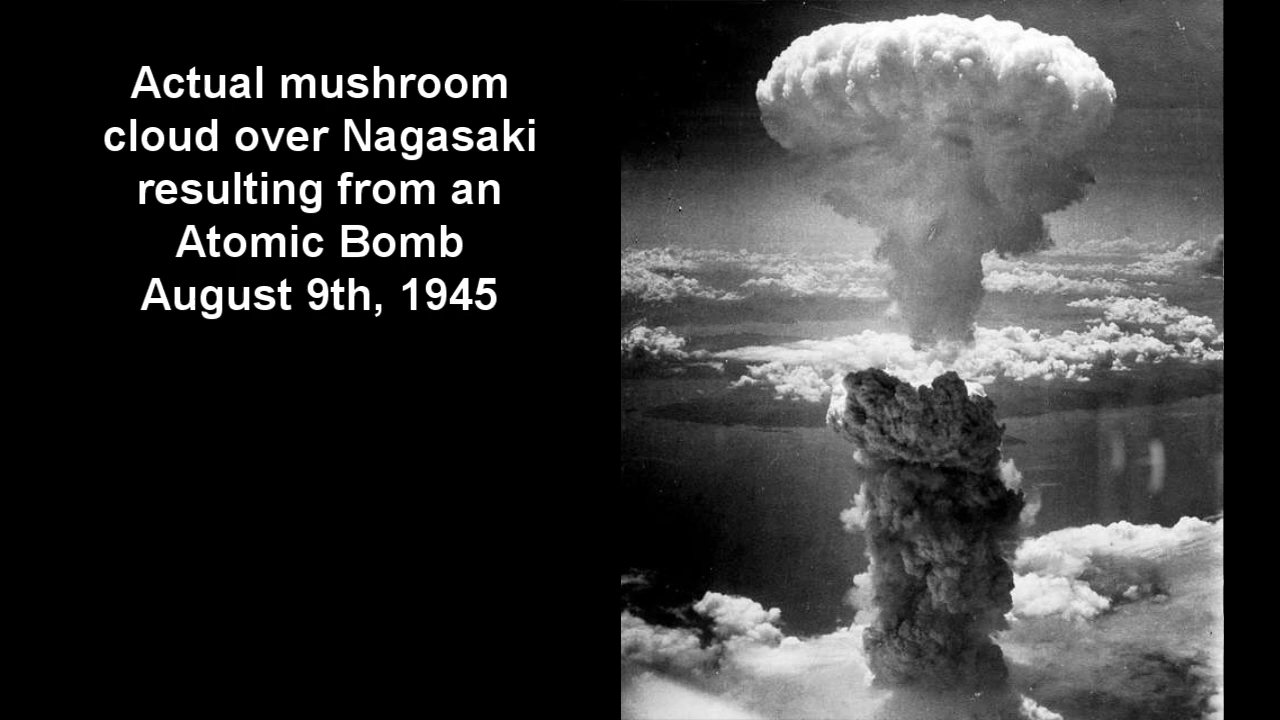 Actual mushroom
cloud over Nagasaki
resulting from an
Atomic Bomb
August 9th, 1945